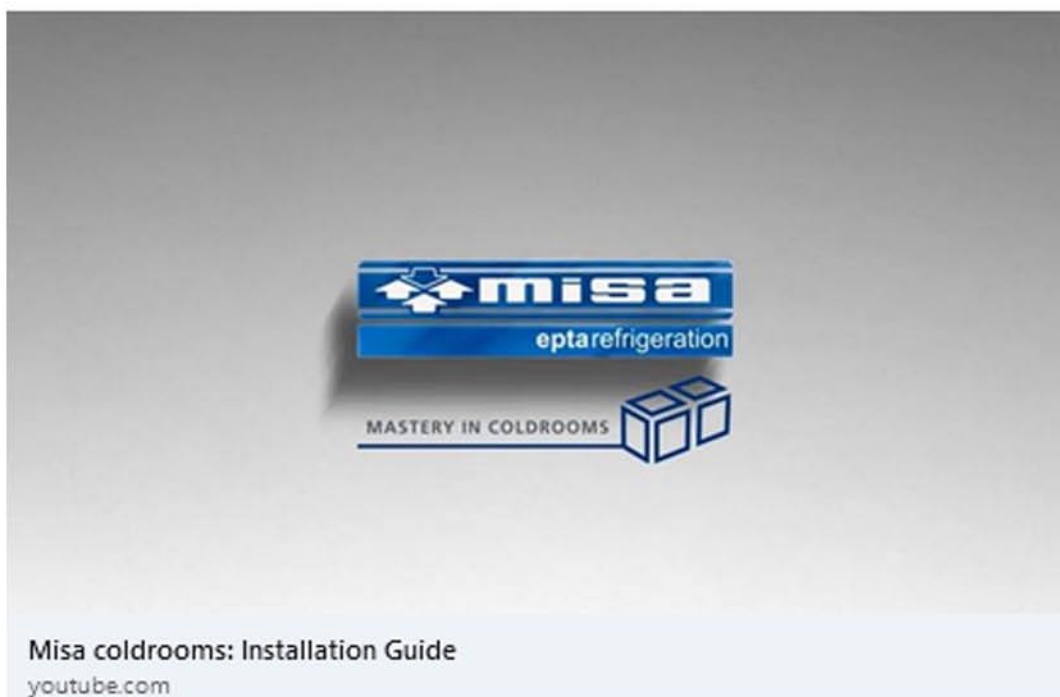 misa
eptarefrigeration
MASTERY IN COLDROOMS
Misa coldrooms: Installation Guide
youtube.com